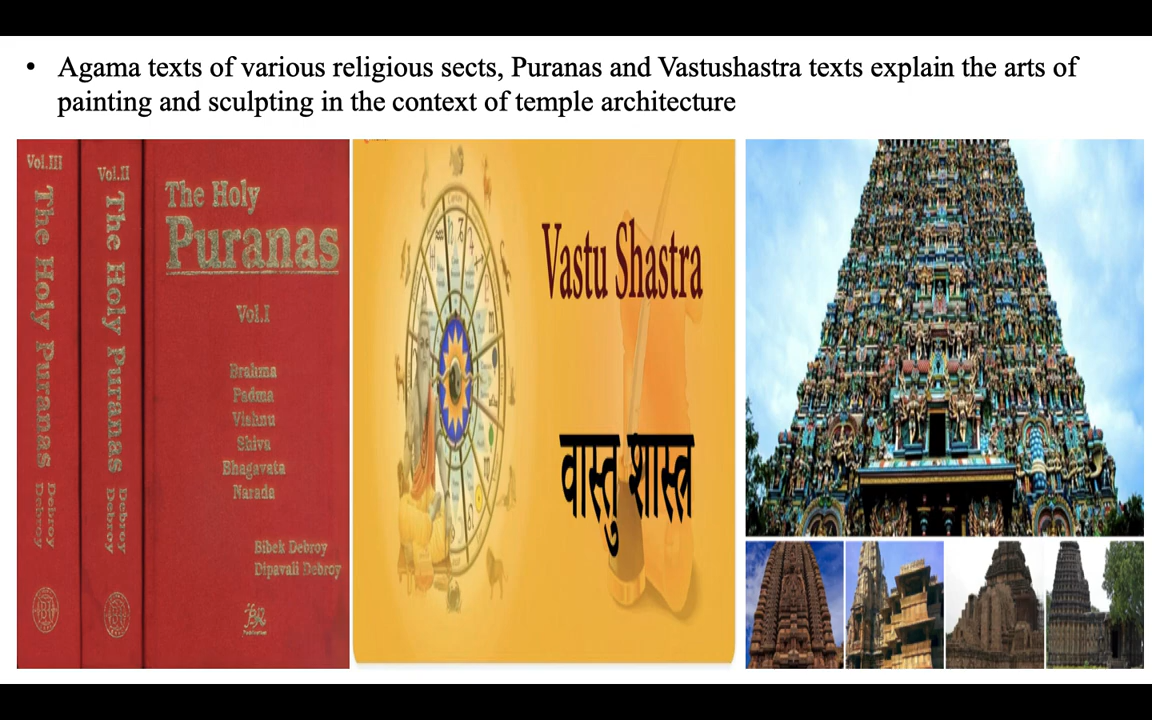 • Agama texts of various religious sects, Puranas and Vastushastra texts explain the arts of
painting and sculpting in the context of temple architecture
Vol.III
The Holy Puranas
Debroy
Debroy
Vol.II
The Holy Puranas
Debroy
Debroy
The Holy
Puranas
Vol.I
Brahma
Padma
Vishnu
Shiva
Bhagavata
Narada
Bibek Debroy
Dipavali Debroy
Vastu Shastra
वास्तु शास्त्र